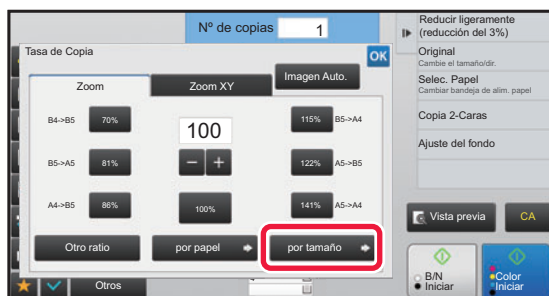 Nº de copias 1
Tasa de Copia
OK
Zoom
Zoom XY
Imagen Auto.
B4->B5 70%
100
115% B5->A4
B5->A5 81%
− +
122% A5->B5
A4->B5 86%
100%
141% A5->A4
Otro ratio
por papel
por tamaño
Otros
Reducir ligeramente
(reducción del 3%)
Original
Cambie el tamaño/dir.
Selec. Papel
Cambiar bandeja de alim. papel
Copia 2-Caras
Ajuste del fondo
Vista previa
CA
B/N
Iniciar
Color
Iniciar